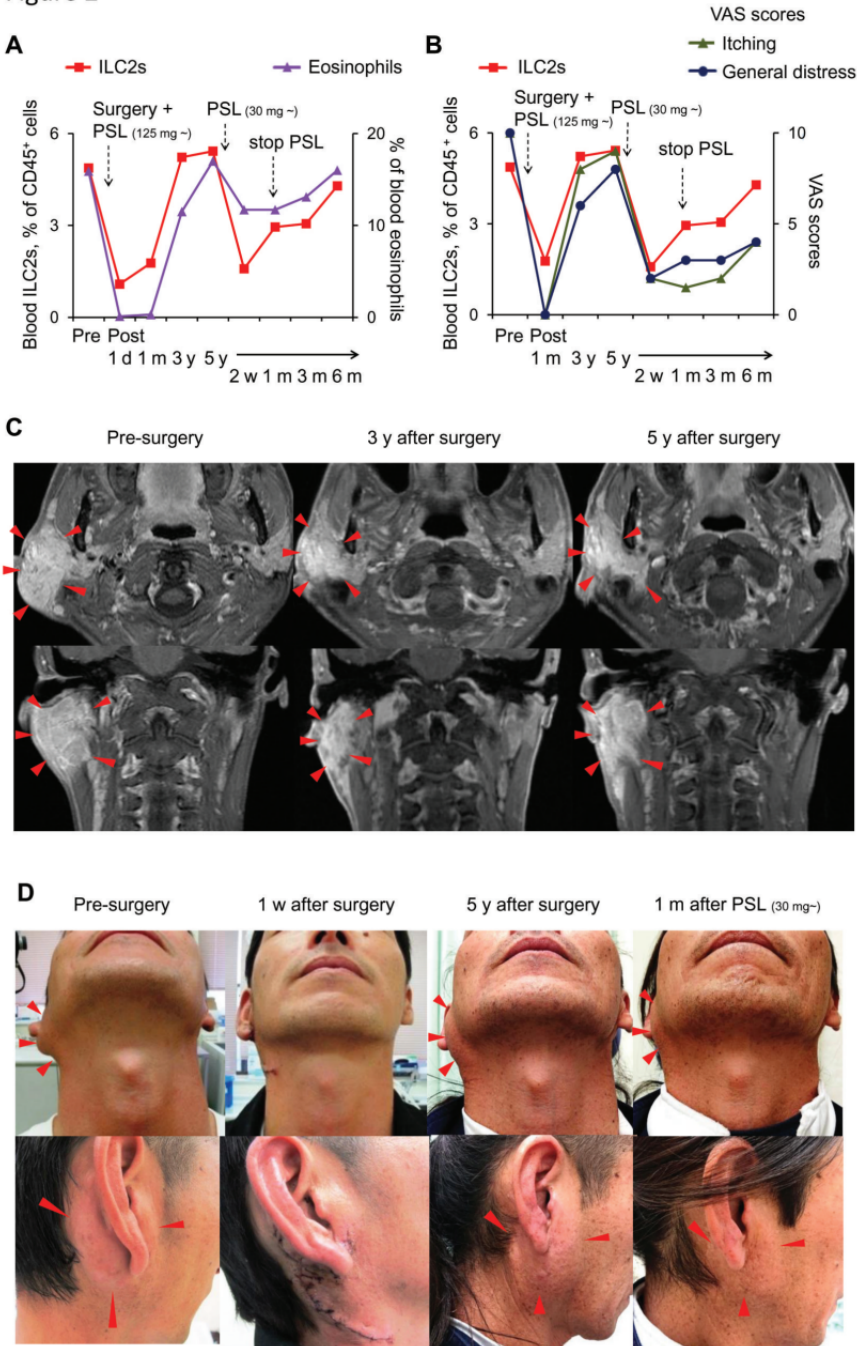 VAS scores
A
B
ILC2s
Eosinophils
ILC2s
Itching
General distress
Surgery +
PSL (125 mg ~)
PSL (30 mg ~)
stop PSL
6
3
0
20
10
0
Blood ILC2s, % of CD45⁺ cells
% of blood eosinophils
Pre Post
1 d 1 m 3 y 5 y
2 w 1 m 3 m 6 m
Surgery +
PSL (125 mg ~)
PSL (30 mg ~)
stop PSL
6
3
0
10
5
0
Blood ILC2s, % of CD45⁺ cells
VAS scores
Pre Post
1 m 3 y 5 y
2 w 1 m 3 m 6 m
C
Pre-surgery
3 y after surgery
5 y after surgery
D
Pre-surgery
1 w after surgery
5 y after surgery
1 m after PSL (30 mg~)